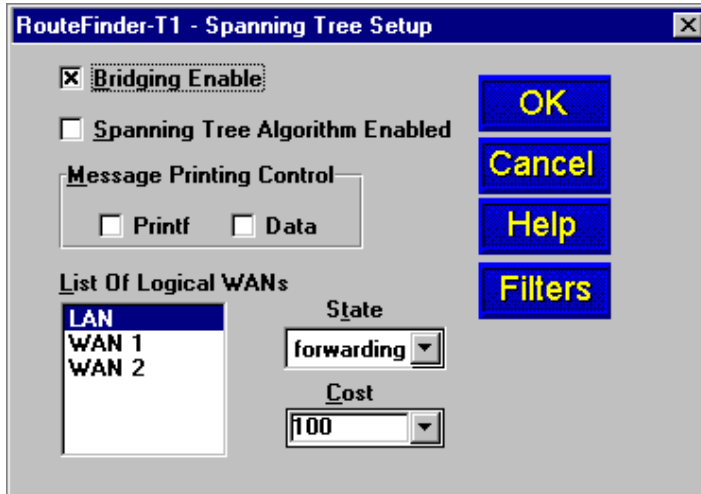 RouteFinder-T1 - Spanning Tree Setup
Bridging Enable
Spanning Tree Algorithm Enabled
Message Printing Control
Printf Data
List Of Logical WANs
LAN
WAN 1
WAN 2
State
forwarding
Cost
100
OK
Cancel
Help
Filters